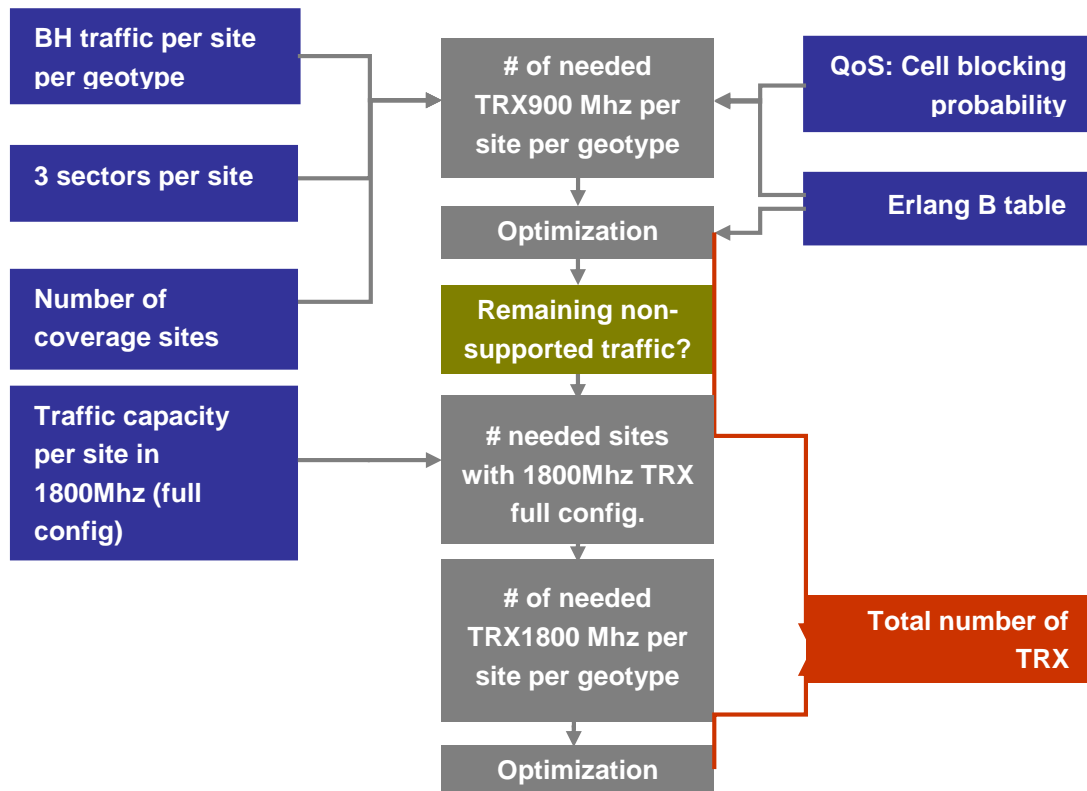 BH traffic per site
per geotype
3 sectors per site
Number of
coverage sites
Traffic capacity
per site in
1800Mhz (full
config)
# of needed
TRX900 Mhz per
site per geotype
Optimization
Remaining non-
supported traffic?
# needed sites
with 1800Mhz TRX
full config.
# of needed
TRX1800 Mhz per
site per geotype
Optimization
QoS: Cell blocking
probability
Erlang B table
Total number of
TRX